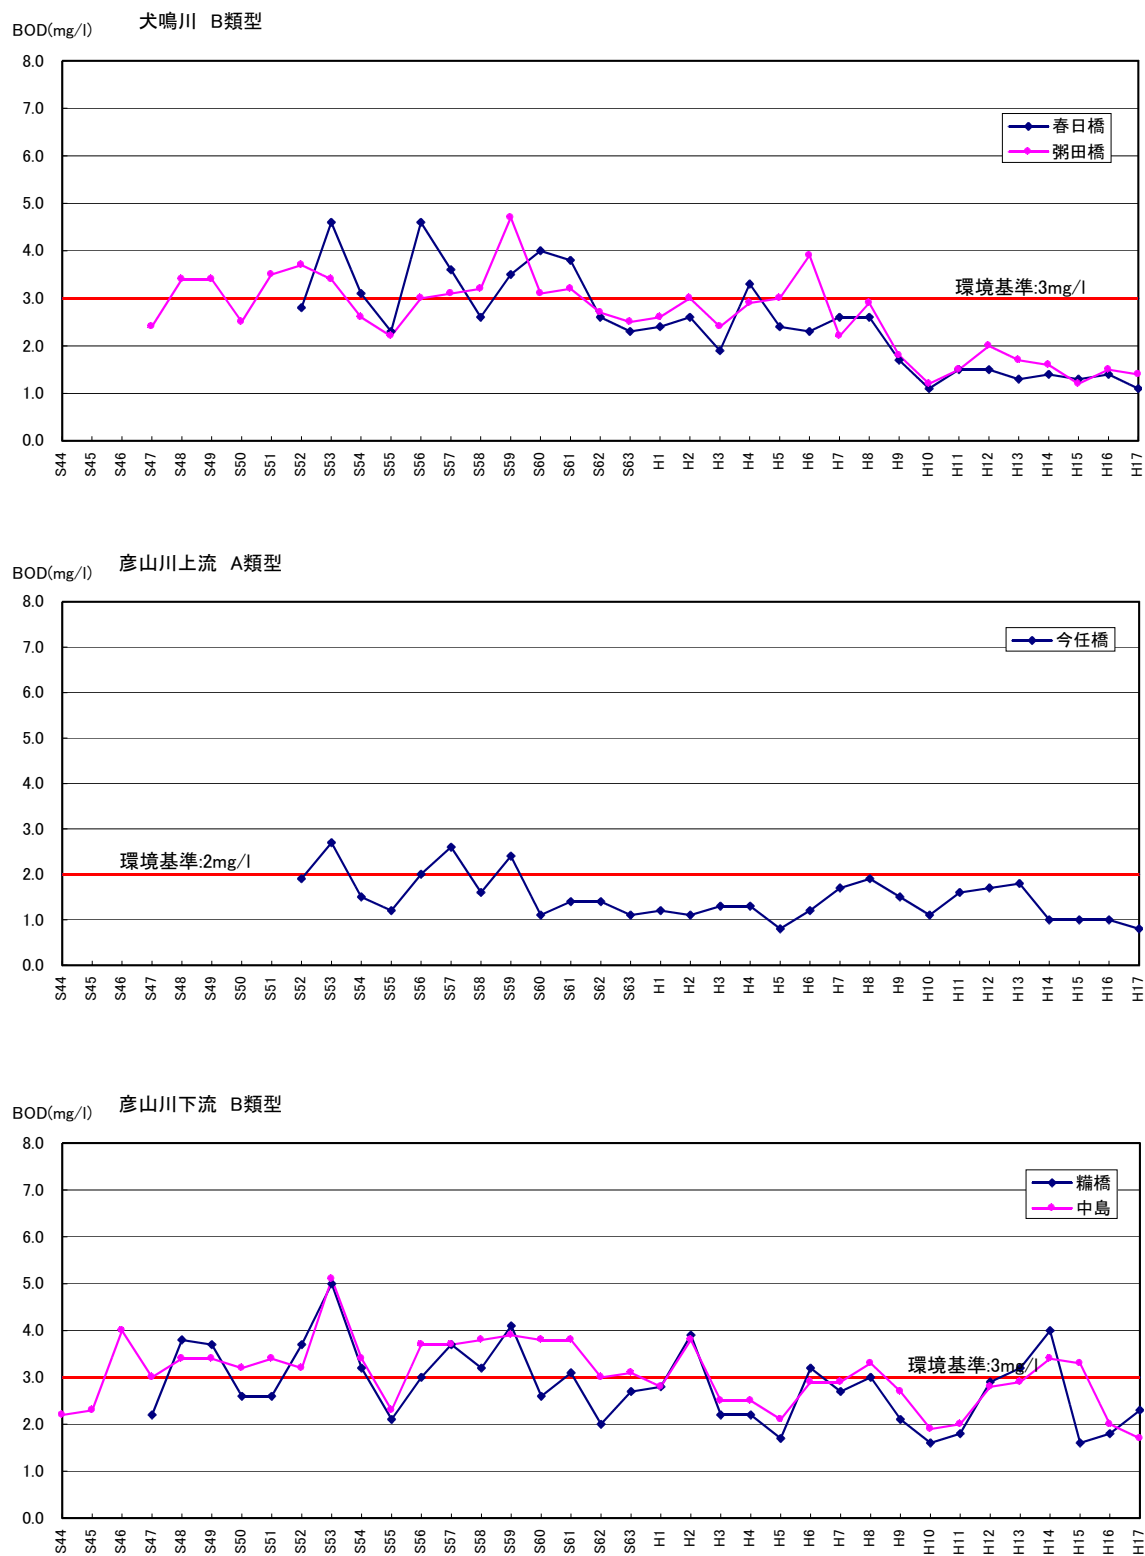 犬鳴川 B類型
BOD(mg/l)
8.0
7.0
6.0
5.0
4.0
3.0
2.0
1.0
0.0
春日橋
粥田橋
環境基準:3mg/l
S44 S45 S46 S47 S48 S49 S50 S51 S52 S53 S54 S55 S56 S57 S58 S59 S60 S61 S62 S63 H1 H2 H3 H4 H5 H6 H7 H8 H9 H10 H11 H12 H13 H14 H15 H16 H17
彦山川上流 A類型
BOD(mg/l)
8.0
7.0
6.0
5.0
4.0
3.0
2.0
1.0
0.0
今任橋
環境基準:2mg/l
S44 S45 S46 S47 S48 S49 S50 S51 S52 S53 S54 S55 S56 S57 S58 S59 S60 S61 S62 S63 H1 H2 H3 H4 H5 H6 H7 H8 H9 H10 H11 H12 H13 H14 H15 H16 H17
彦山川下流 B類型
BOD(mg/l)
8.0
7.0
6.0
5.0
4.0
3.0
2.0
1.0
0.0
糒橋
中島
環境基準:3mg/l
S44 S45 S46 S47 S48 S49 S50 S51 S52 S53 S54 S55 S56 S57 S58 S59 S60 S61 S62 S63 H1 H2 H3 H4 H5 H6 H7 H8 H9 H10 H11 H12 H13 H14 H15 H16 H17